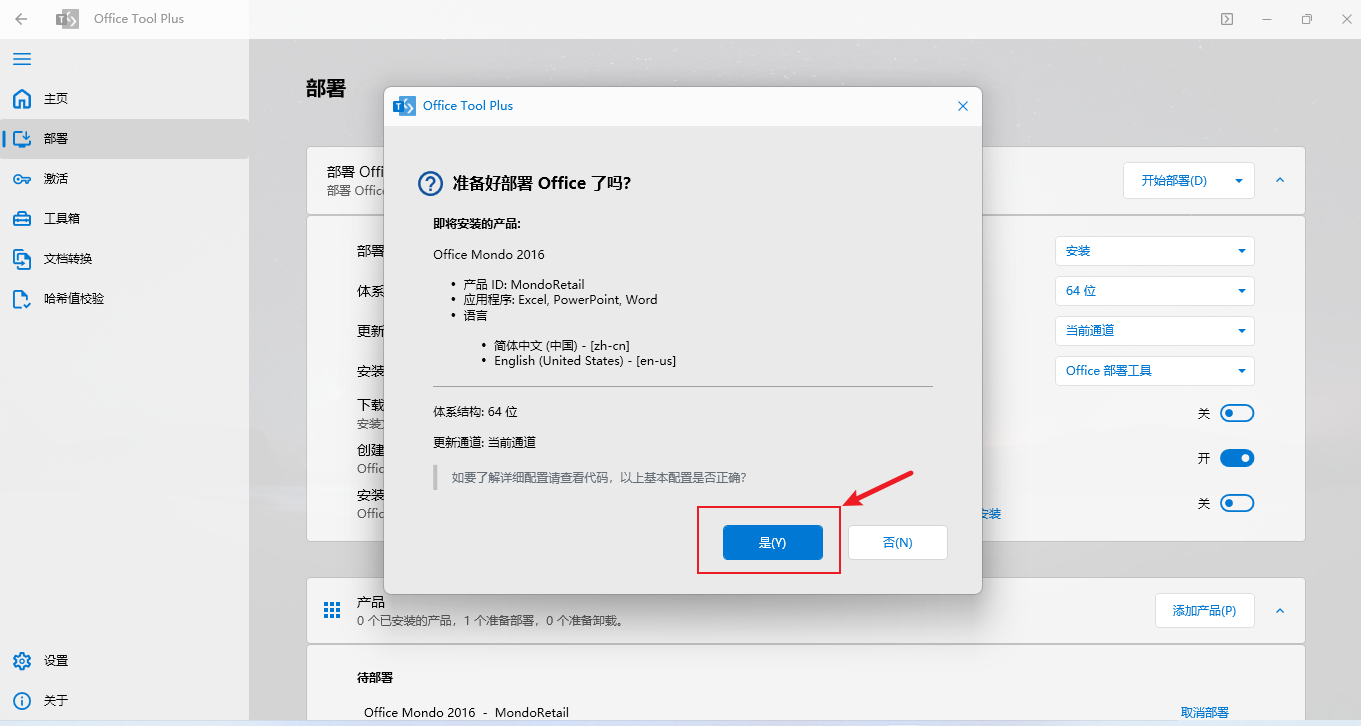 Office Tool Plus
主页
部署
激活
工具箱
文档转换
哈希值校验
设置
关于
部署
部署 Offi
部署 Office
开始部署(D)
部署
安装
体系
64 位
更新
当前通道
安装
Office 部署工具
下载
安装
关
创建
Offic
开
安装
Offic
安装
关
Office Tool Plus
准备好部署 Office 了吗?
即将安装的产品:
Office Mondo 2016
• 产品 ID: MondoRetail
• 应用程序: Excel, PowerPoint, Word
• 语言
• 简体中文 (中国) - [zh-cn]
• English (United States) - [en-us]
体系结构: 64 位
更新通道: 当前通道
如要了解详细配置请查看代码，以上基本配置是否正确?
是(Y)
否(N)
产品
0 个已安装的产品，1 个准备部署，0 个准备卸载。
添加产品(P)
待部署
Office Mondo 2016 - MondoRetail
取消部署